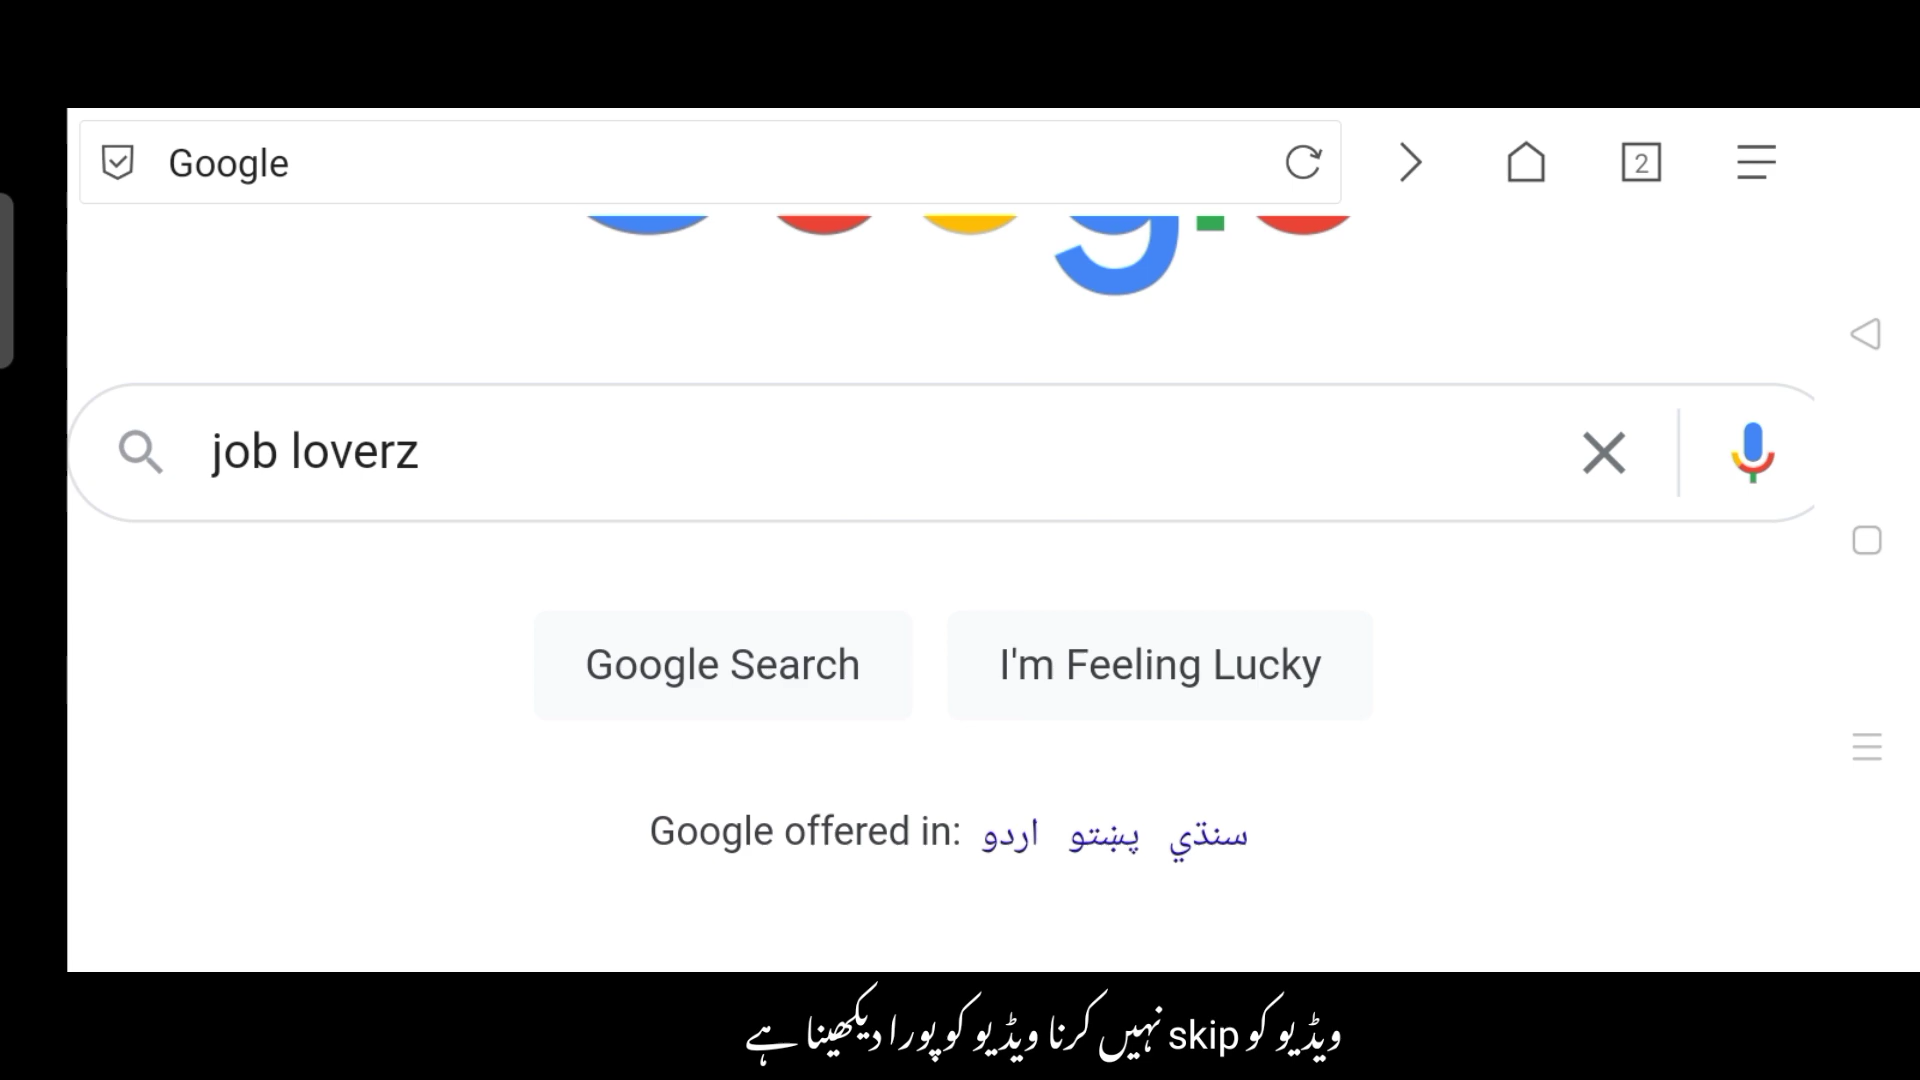 Google
2
job loverz
Google Search
I'm Feeling Lucky
Google offered in: اردو پښتو سنڌي
ویڈیو کو skip نہیں کرنا ویڈیو کو پورا دیکھینا ہے